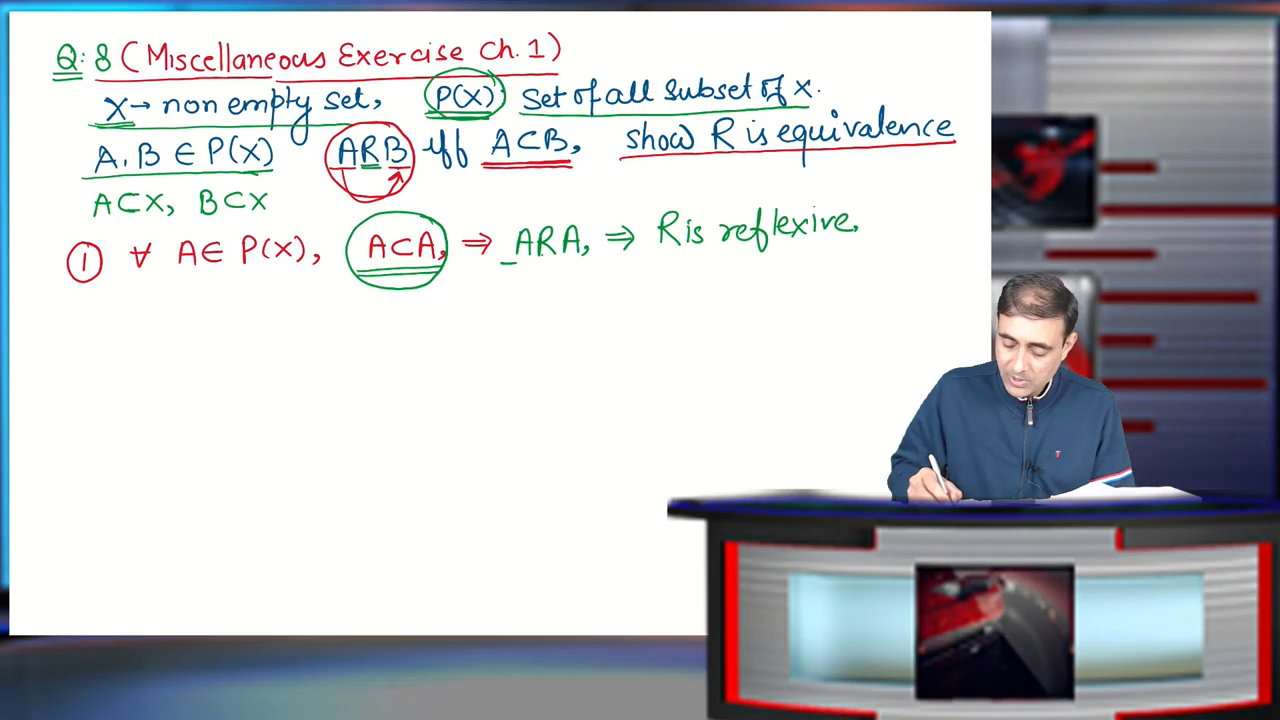 Q: 8 (Miscellaneous Exercise Ch. 1)
X → non empty set, P(X) Set of all subset of X.
A, B ∈ P(X) ARB iff A⊂B, show R is equivalence
A⊂X, B⊂X
① ∀ A∈ P(X), A⊂A, ⇒ ARA, ⇒ R is reflexive.